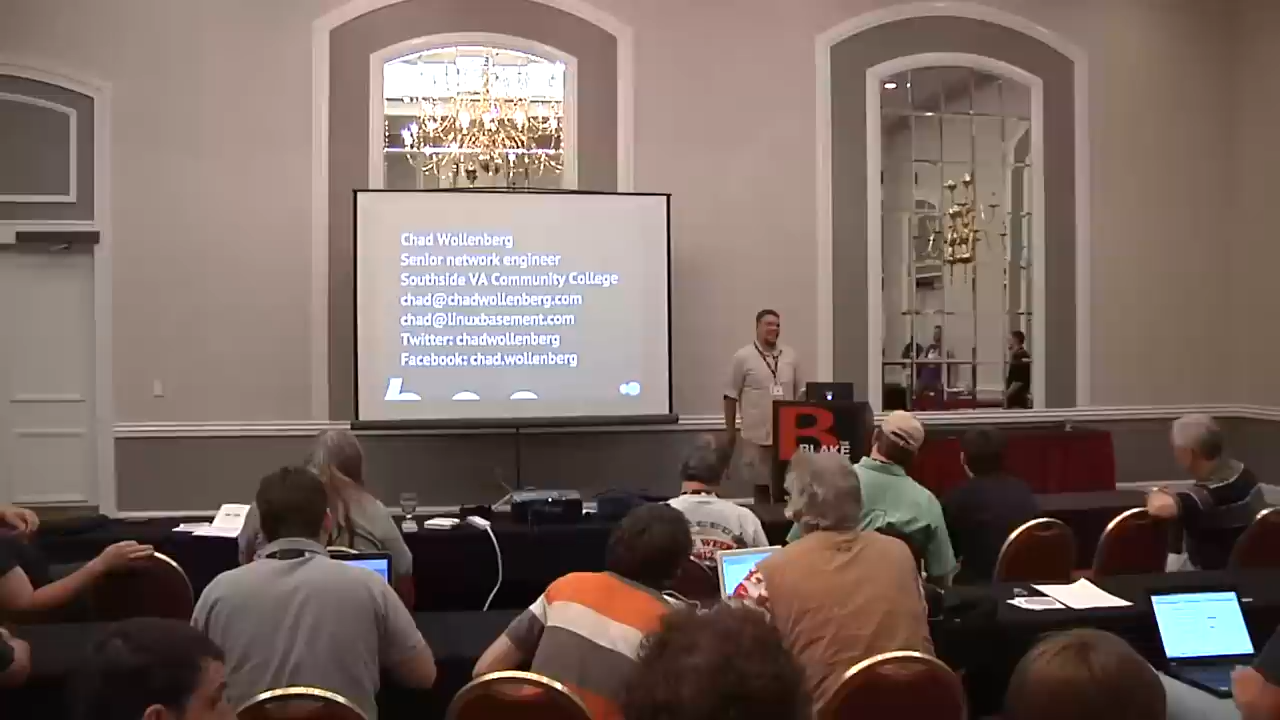 Chad Wollenberg
Senior network engineer
Southside VA Community College
chad@chadwollenberg.com
chad@linuxbasement.com
Twitter: chadwollenberg
Facebook: chad.wollenberg
B
BLAKE